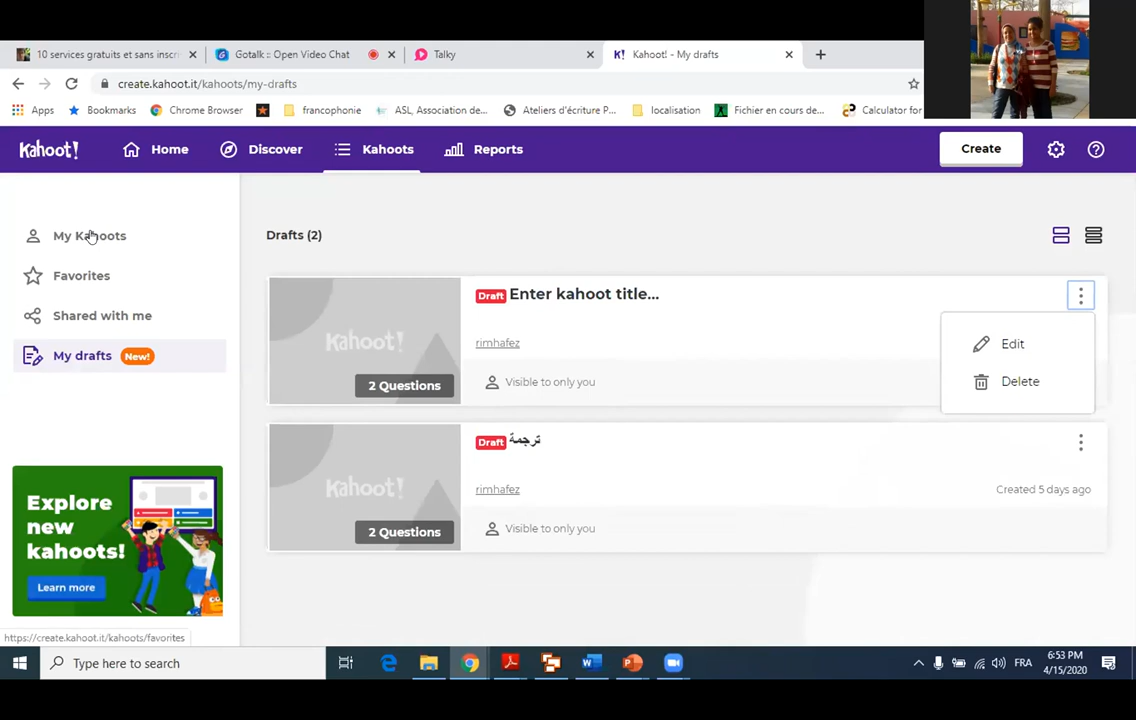 10 services gratuits et sans inscri
Gotalk :: Open Video Chat
Talky
K! Kahoot! - My drafts
create.kahoot.it/kahoots/my-drafts
Apps
Bookmarks
Chrome Browser
francophonie
ASL, Association de...
Ateliers d'écriture P...
localisation
Fichier en cours de...
Calculator for
Kahoot!
Home
Discover
Kahoots
Reports
Create
My Kahoots
Favorites
Shared with me
My drafts New!
Explore
new
kahoots!
Learn more
Drafts (2)
Kahoot!
2 Questions
Draft Enter kahoot title...
rimhafez
Visible to only you
Edit
Delete
Kahoot!
2 Questions
Draft ترجمة
rimhafez
Created 5 days ago
Visible to only you
https://create.kahoot.it/kahoots/favorites
Type here to search
FRA
6:53 PM
4/15/2020